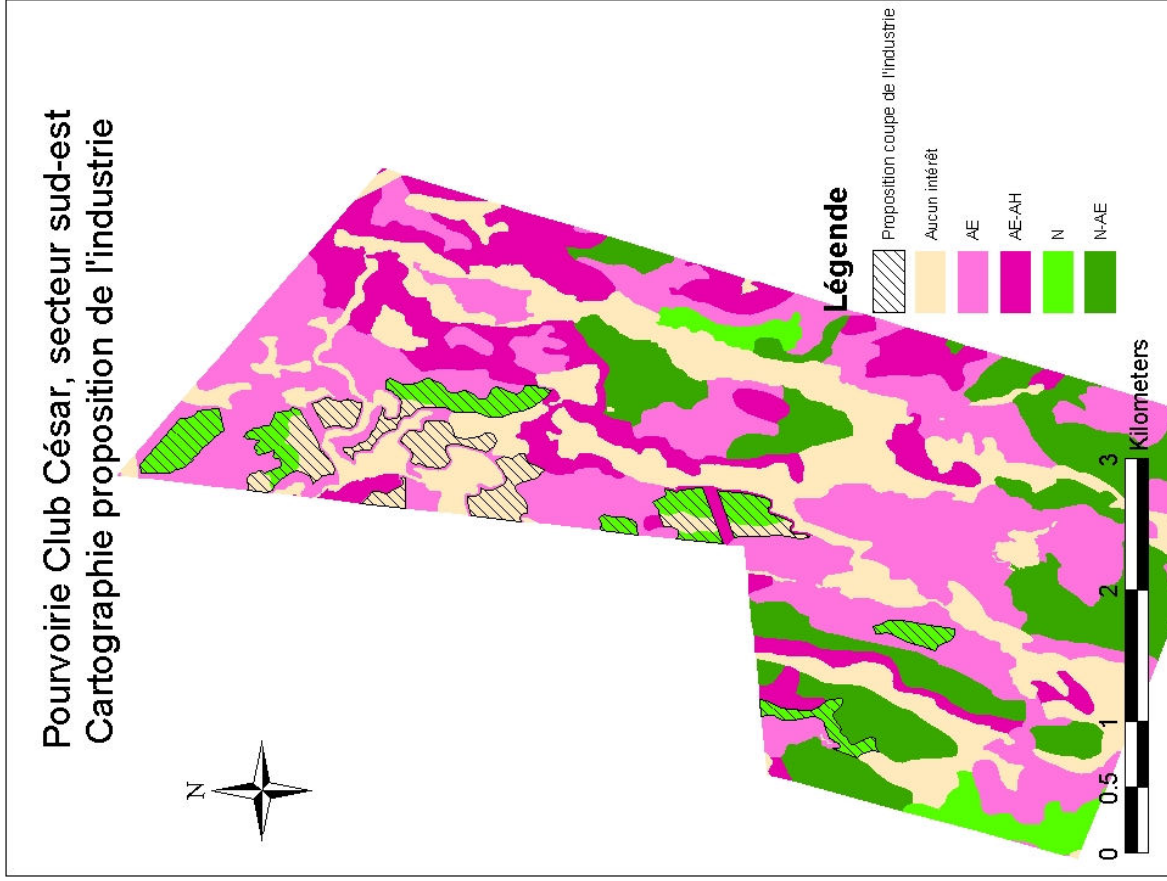 Pourvoirie Club César, secteur sud-est
Cartographie proposition de l'industrie
N
Légende
Proposition coupe de l'industrie
Aucun intérêt
AE
AE-AH
N
N-AE
0 0.5 1 2 3
Kilometers